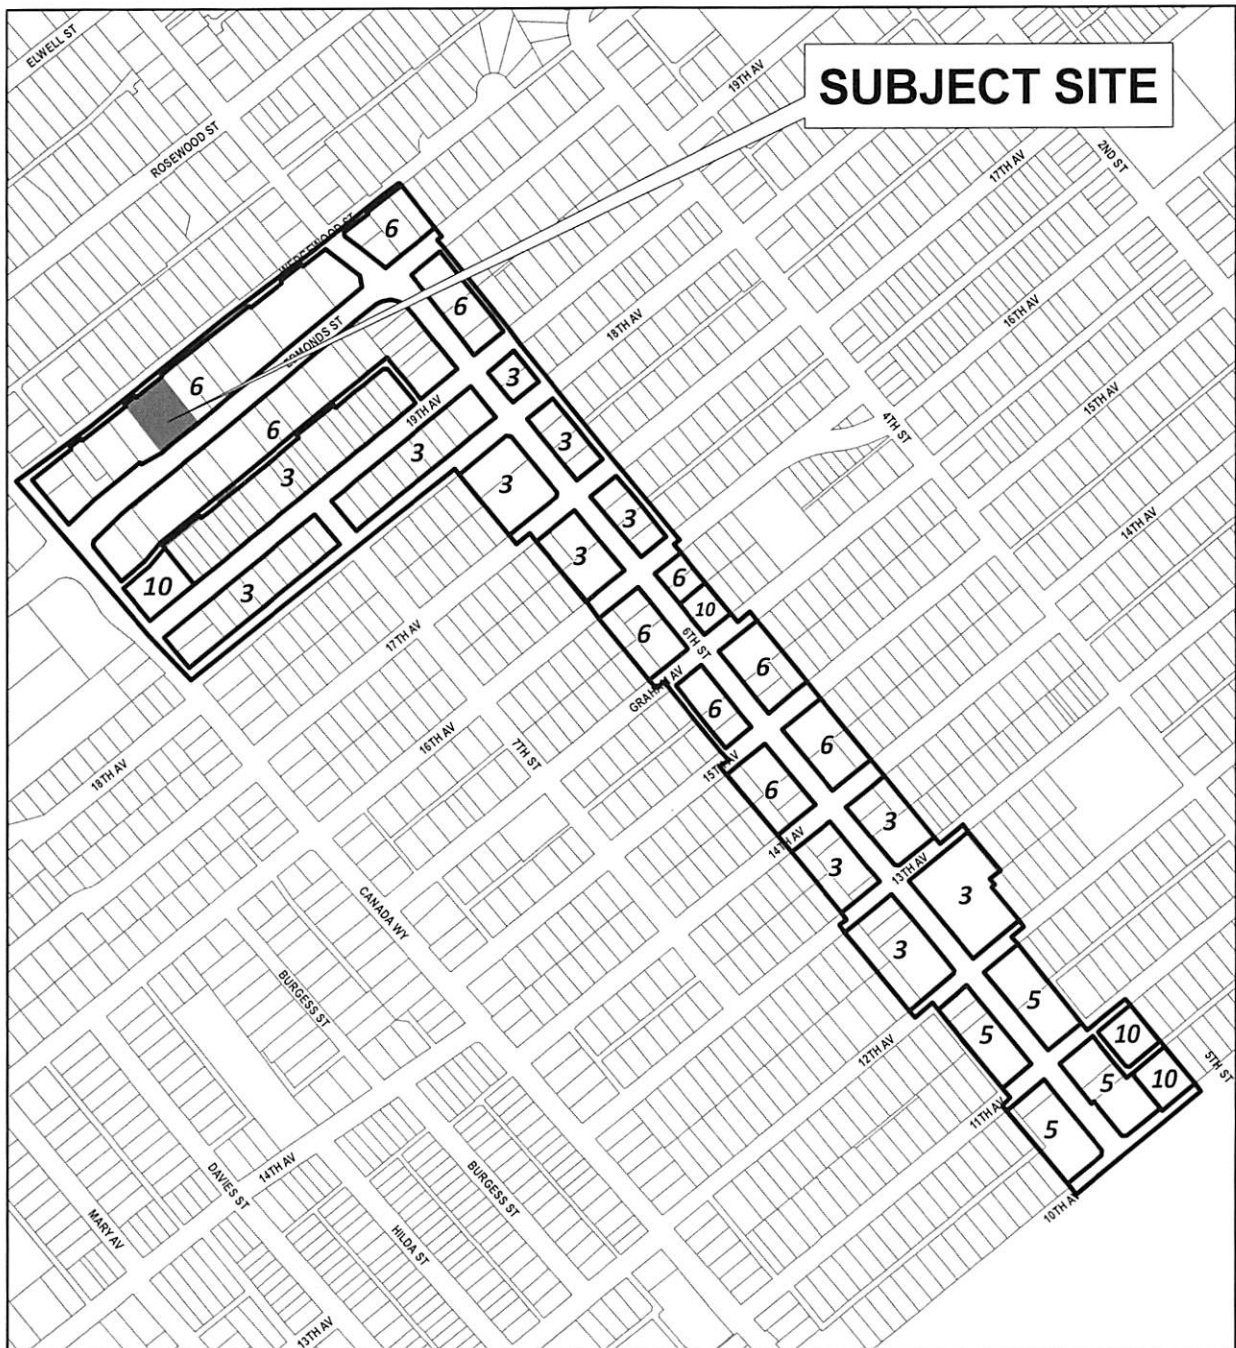 ELWELL ST
SUBJECT SITE
19TH AV
ROSEWOOD ST
2ND ST
17TH AV
6
6
18TH AV
16TH AV
EDMONDS ST
6
3
19TH AV
15TH AV
6
3
3
4TH ST
3
3
3
14TH AV
3
6
10
3
10
17TH AV
6
6TH ST
6
GRAHAM AV
6
16TH AV
7TH ST
6
18TH AV
15TH AV
6
3
14TH AV
3
13TH AV
3
CANADA WY
3
BURGESS ST
5
5
10
12TH AV
5TH ST
5
10
11TH AV
5
14TH AV
DAVIES ST
BURGESS ST
10TH AV
MARY AV
HILDA ST
13TH AV